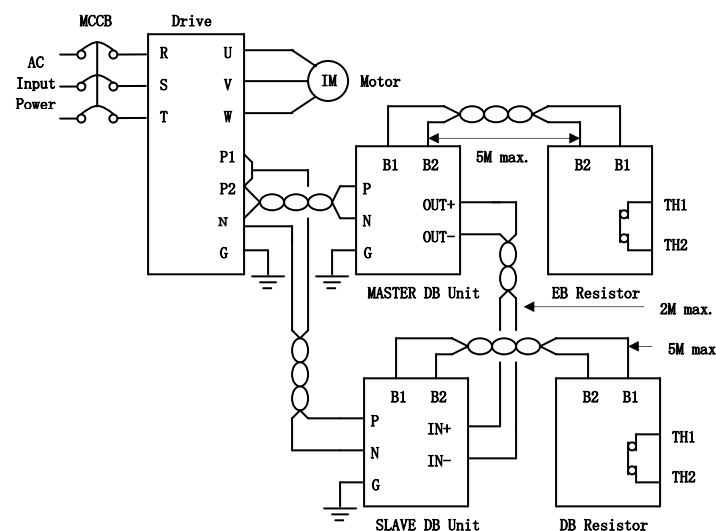 MCCB
Drive
AC
Input
Power
R
S
T
U
V
W
IM
Motor
P1
P2
N
G
B1
B2
P
N
G
OUT+
OUT-
MASTER DB Unit
5M max.
B2
B1
TH1
TH2
EB Resistor
2M max.
5M max
B1
B2
P
N
G
IN+
IN-
SLAVE DB Unit
B2
B1
TH1
TH2
DB Resistor